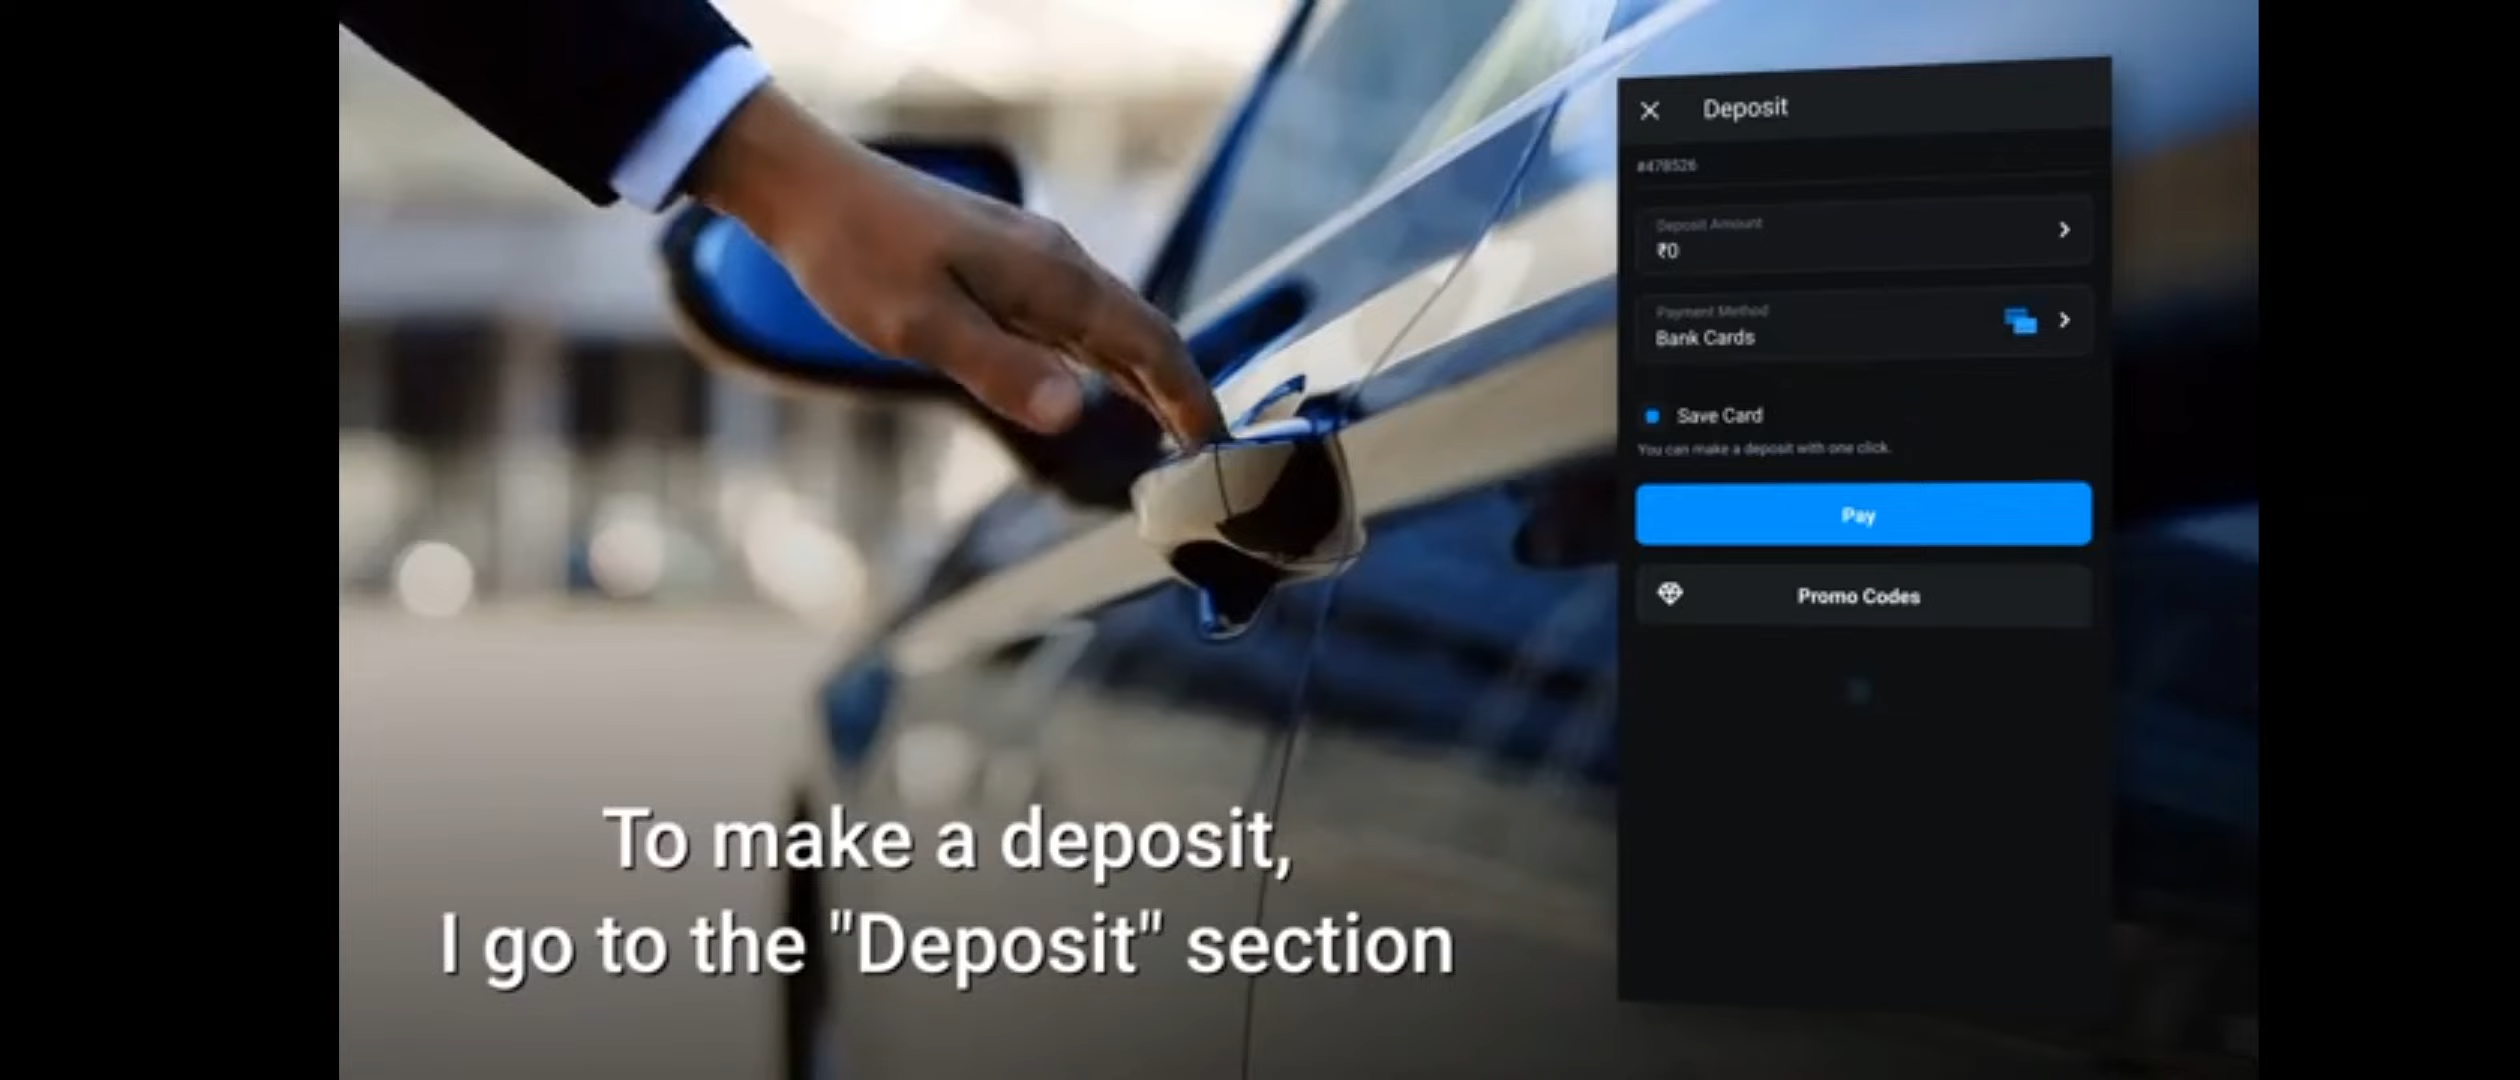 Deposit
#478526
Deposit Amount
₹0
Payment Method
Bank Cards
Save Card
You can make a deposit with one click.
Pay
Promo Codes
To make a deposit,
I go to the "Deposit" section